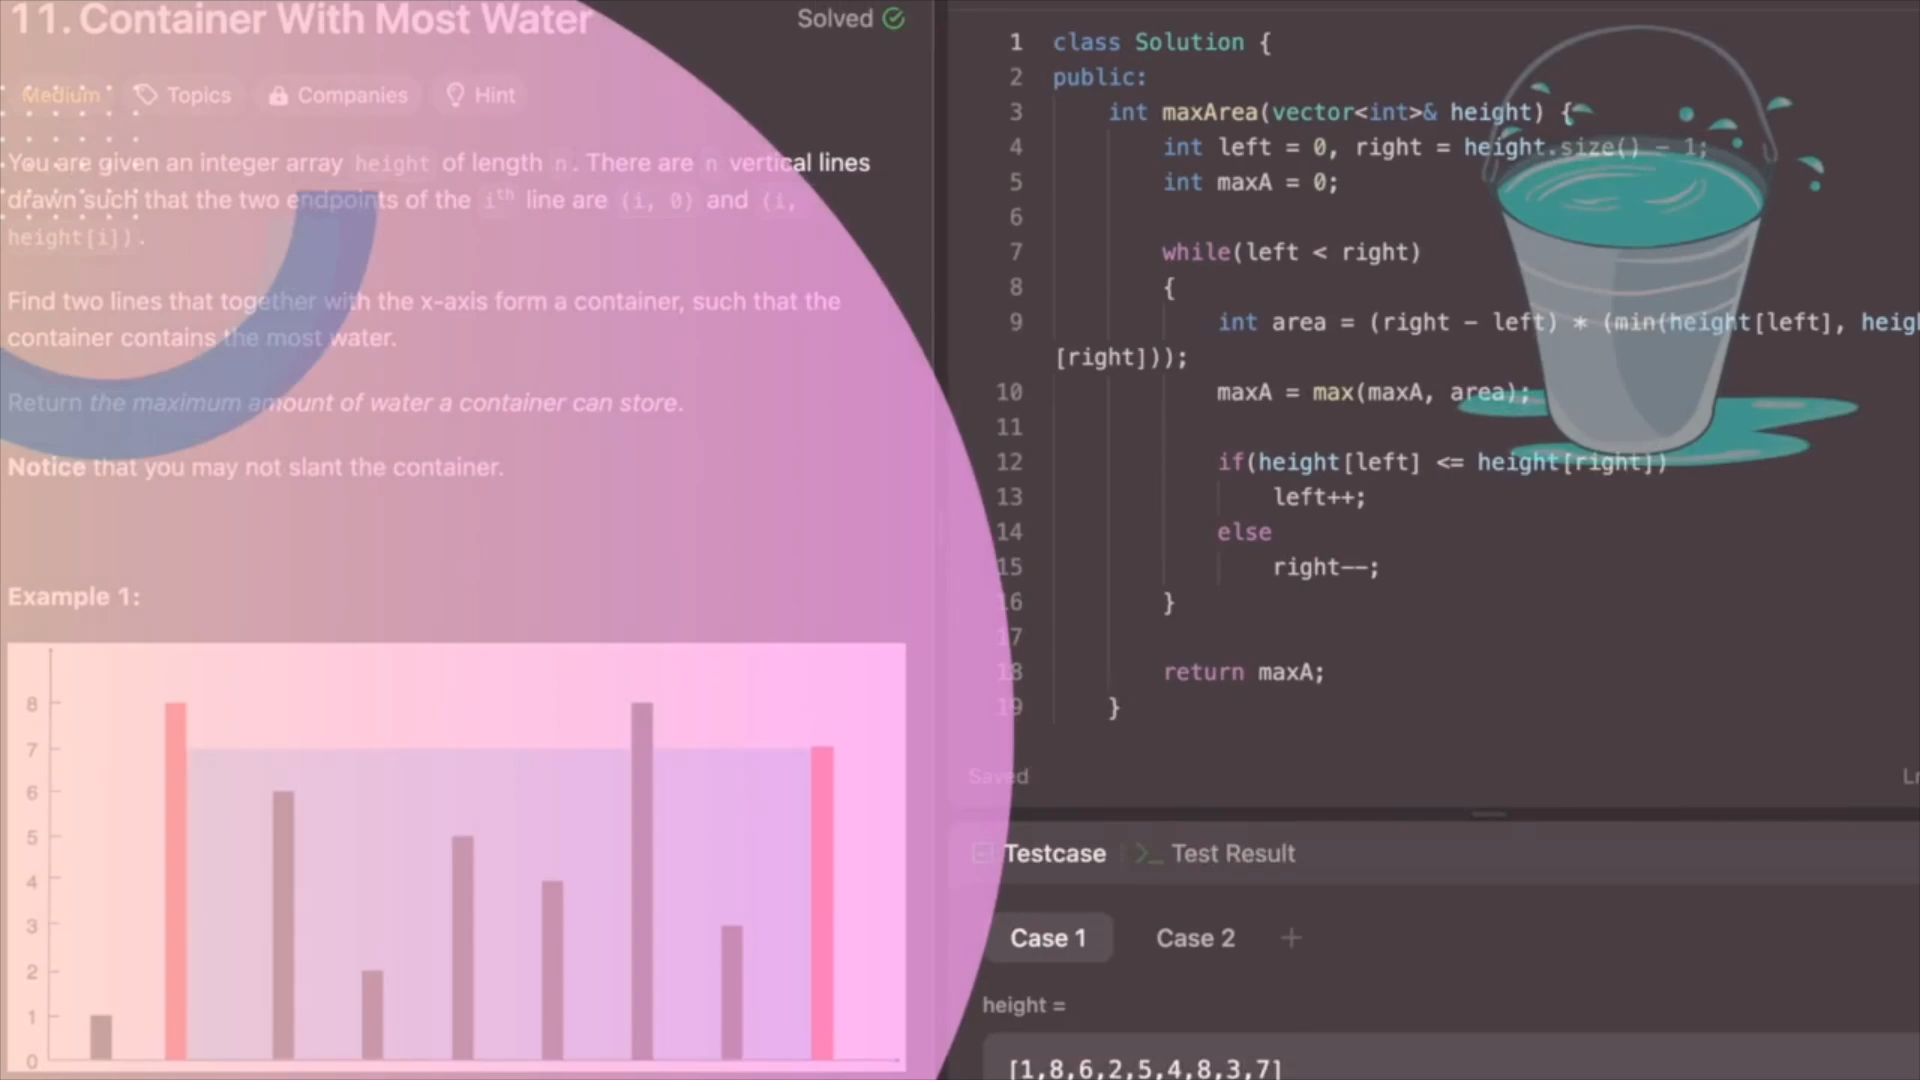 11. Container With Most Water
Solved
Medium
Topics
Companies
Hint
You are given an integer array height of length n. There are n vertical lines
drawn such that the two endpoints of the ith line are (i, 0) and (i,
height[i]).
Find two lines that together with the x-axis form a container, such that the
container contains the most water.
Return the maximum amount of water a container can store.
Notice that you may not slant the container.
Example 1:
8
7
6
5
4
3
2
1
0
1 class Solution {
2 public:
3 int maxArea(vector<int>& height) {
4 int left = 0, right = height.size() - 1;
5 int maxA = 0;
6
7 while(left < right)
8 {
9 int area = (right - left) * (min(height[left],
[right]));
10 maxA = max(maxA, area);
11
12 if(height[left] <= height[right])
13 left++;
14 else
15 right--;
16 }
17
18 return maxA;
19 }
Saved
Testcase
>_ Test Result
Case 1
Case 2
+
height =
[1,8,6,2,5,4,8,3,7]